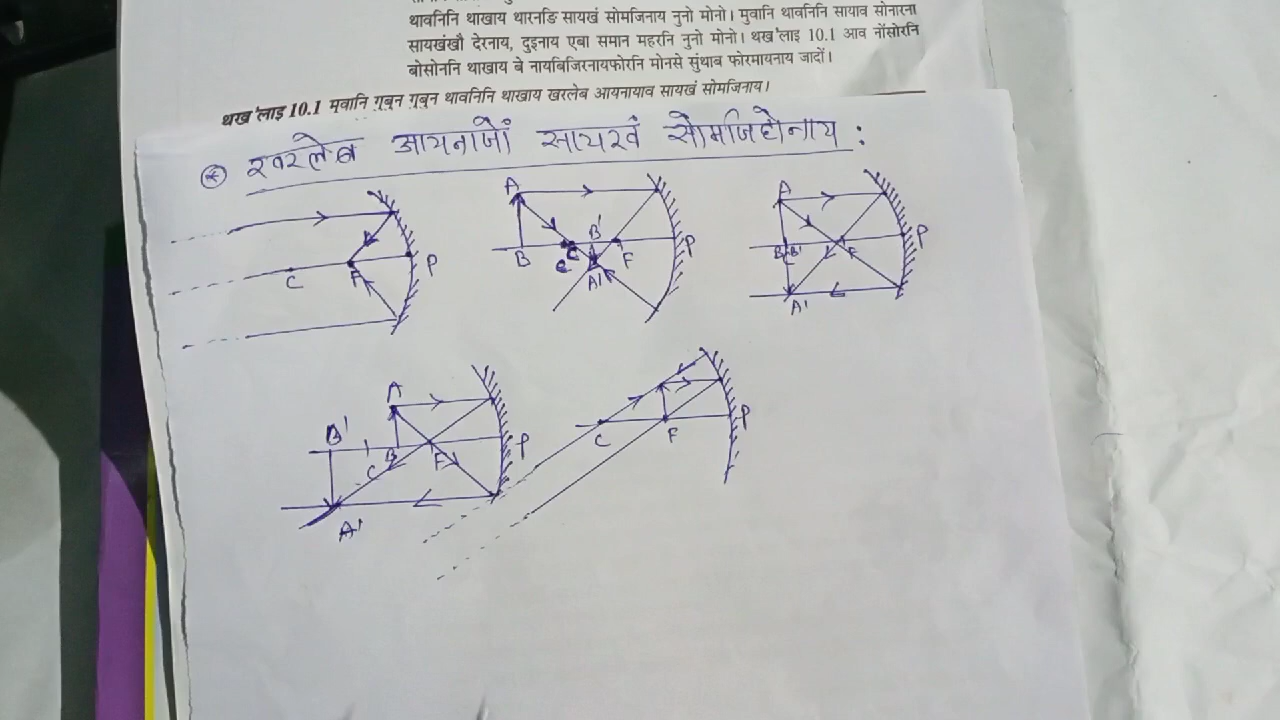 थावनिनि थाखाय थारनङि सायखं सोमजिनाय नुनो मोनो। मुवानि थावनिनि सायाव सोनारना
सायखंखौ देरनाय, दुइनाय एबा समान महरनि नुनो मोनो। थख'लाइ 10.1 आव नोंसोरनि
बोसोननि थाखाय बे नायबिजिरनायफोरनि मोनसे सुंथाब फोरमायनाय जादों।
थख'लाइ 10.1 मुवानि गुबुन गुबुन थावनिनि थाखाय खरलेब आयनायाव सायखं सोमजिनाय।
* खरलेब आयनाजों सायखं सोमजिहोनाय :
C F P
A B C B' A' F P
A B B' C F A' P
A B' C B F P A'
C F P